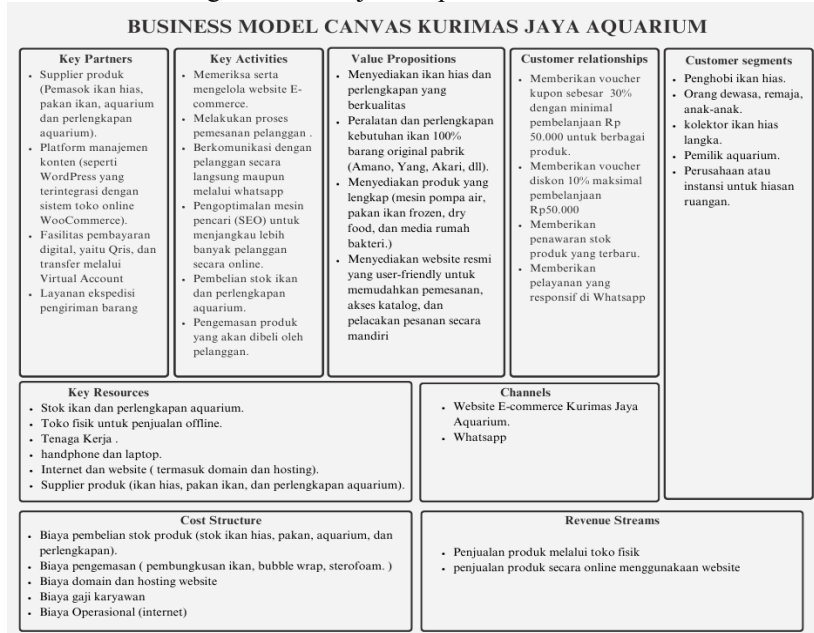 BUSINESS MODEL CANVAS KURIMAS JAYA AQUARIUM
Key Partners
• Supplier produk
(Pemasok ikan hias,
pakan ikan, aquarium
dan perlengkapan
aquarium).
• Platform manajemen
konten (seperti
WordPress yang
terintegrasi dengan
sistem toko online
WooCommerce).
• Fasilitas pembayaran
digital, yaitu Qris, dan
transfer melalui
Virtual Account
• Layanan ekspedisi
pengiriman barang
Key Activities
• Memeriksa serta
mengelola website E-
commerce.
• Melakukan proses
pemesanan pelanggan .
• Berkomunikasi dengan
pelanggan secara
langsung maupun
melalui whatsapp
• Pengoptimalan mesin
pencari (SEO) untuk
menjangkau lebih
banyak pelanggan
secara online.
• Pembelian stok ikan
dan perlengkapan
aquarium.
• Pengemasan produk
yang akan dibeli oleh
pelanggan.
Value Propositions
• Menyediakan ikan hias dan
perlengkapan yang
berkualitas
• Peralatan dan perlengkapan
kebutuhan ikan 100%
barang original pabrik
(Amano, Yang, Akari, dll).
• Menyediakan produk yang
lengkap (mesin pompa air,
pakan ikan frozen, dry
food, dan media rumah
bakteri.)
• Menyediakan website resmi
yang user-friendly untuk
memudahkan pemesanan,
akses katalog, dan
pelacakan pesanan secara
mandiri
Customer relationships
• Memberikan voucher
kupon sebesar 30%
dengan minimal
pembelanjaan Rp
50.000 untuk berbagai
produk.
• Memberikan voucher
diskon 10% maksimal
pembelanjaan
Rp50.000
• Memberikan
penawaran stok
produk yang terbaru.
• Memberikan
pelayanan yang
responsif di Whatsapp
Customer segments
• Penghobi ikan hias.
• Orang dewasa, remaja,
anak-anak.
• kolektor ikan hias
langka.
• Pemilik aquarium.
• Perusahaan atau
instansi untuk hiasan
ruangan.
Key Resources
• Stok ikan dan perlengkapan aquarium.
• Toko fisik untuk penjualan offline.
• Tenaga Kerja .
• handphone dan laptop.
• Internet dan website ( termasuk domain dan hosting).
• Supplier produk (ikan hias, pakan ikan, dan perlengkapan aquarium).
Channels
• Website E-commerce Kurimas Jaya
Aquarium.
• Whatsapp
Cost Structure
• Biaya pembelian stok produk (stok ikan hias, pakan, aquarium, dan
perlengkapan).
• Biaya pengemasan ( pembungkusan ikan, bubble wrap, sterofoam. )
• Biaya domain dan hosting website
• Biaya gaji karyawan
• Biaya Operasional (internet)
Revenue Streams
• Penjualan produk melalui toko fisik
• penjualan produk secara online menggunakaan website